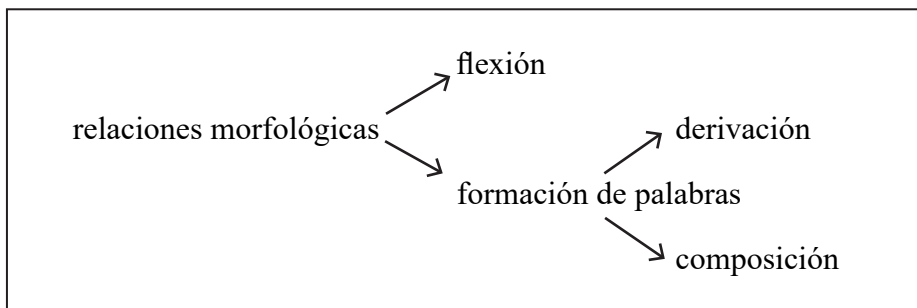 flexión
relaciones morfológicas
derivación
formación de palabras
composición